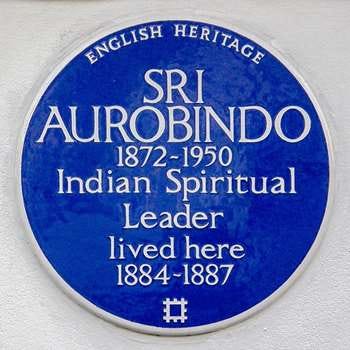 ENGLISH HERITAGE
SRI
AUROBINDO
1872-1950
Indian Spiritual
Leader
lived here
1884-1887